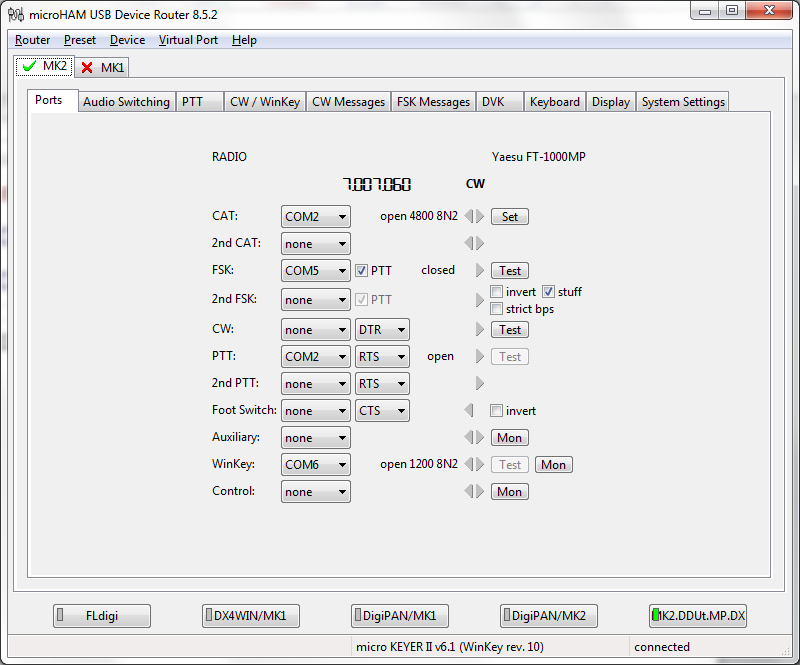 microHAM USB Device Router 8.5.2
Router Preset Device Virtual Port Help
MK2 MK1
Ports Audio Switching PTT CW / WinKey CW Messages FSK Messages DVK Keyboard Display System Settings
RADIO Yaesu FT-1000MP
7.007.060 CW
CAT: COM2 open 4800 8N2 Set
2nd CAT: none
FSK: COM5 PTT closed Test
invert stuff
2nd FSK: none PTT
strict bps
CW: none DTR Test
PTT: COM2 RTS open Test
2nd PTT: none RTS
Foot Switch: none CTS invert
Auxiliary: none Mon
WinKey: COM6 open 1200 8N2 Test Mon
Control: none Mon
FLdigi DX4WIN/MK1 DigiPAN/MK1 DigiPAN/MK2 MK2.DDUt.MP.DX
micro KEYER II v6.1 (WinKey rev. 10) connected